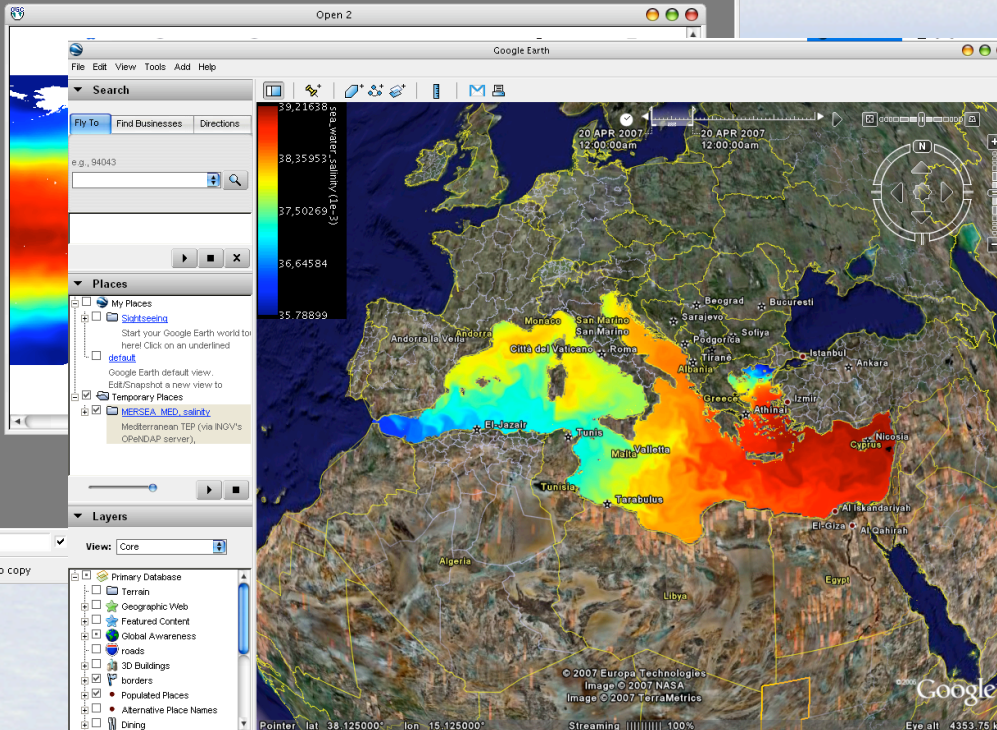 Open 2
Google Earth
File Edit View Tools Add Help
Search
Fly To Find Businesses Directions
e.g., 94043
Places
My Places
Sightseeing
Start your Google Earth world to
here! Click on an underlined
default
Google Earth default view.
Edit/Snapshot a new view to
Temporary Places
MERSEA_MED, salinity
Mediterranean TEP (via INGV's
OPeNDAP server),
Layers
View: Core
o copy
Primary Database
Terrain
Geographic Web
Featured Content
Global Awareness
roads
3D Buildings
borders
Populated Places
Alternative Place Names
Dining
39,21638
38,35953
37,50269
36,64584
35.78899
sea_water_salinity (1e-3)
20 APR 2007
12:00:00am
20 APR 2007
12:00:00am
N
Beograd
Bucuresti
Sarajevo
Monaco
San Marino
San Marino
Andorra
Andorra la Vella
Podgorica
Sofiya
Città del Vaticano
Roma
Tiranë
Albania
Istanbul
Ankara
Greece
Izmir
Athinai
El-Jazair
Tunis
Malta
Valletta
Nicosia
Cyprus
Tunisia
Tarabulus
Al Iskandariyah
El-Giza
Al Qahirah
Algeria
Libya
Egypt
© 2007 Europa Technologies
Image © 2007 NASA
Image © 2007 TerraMetrics
Google
Pointer lat 38.125000° lon 15.125000°
Streaming |||||||||| 100%
Eye alt 4353.75 k